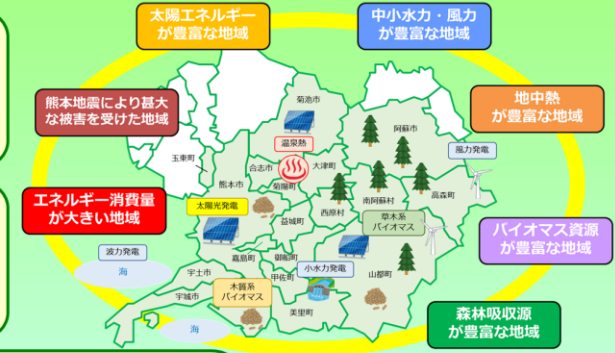 太陽エネルギー
が豊富な地域
中小水力・風力
が豊富な地域
熊本地震により甚大
な被害を受けた地域
地中熱
が豊富な地域
エネルギー消費量
が大きい地域
バイオマス資源
が豊富な地域
森林吸収源
が豊富な地域
菊池市
阿蘇市
温泉熱
風力発電
玉東町
合志市
大津町
熊本市
菊陽町
南阿蘇村
高森町
太陽光発電
西原村
草木系
バイオマス
益城町
波力発電
海
嘉島町
御船町
小水力発電
山都町
宇土市
甲佐町
木質系
バイオマス
宇城市
美里町
海